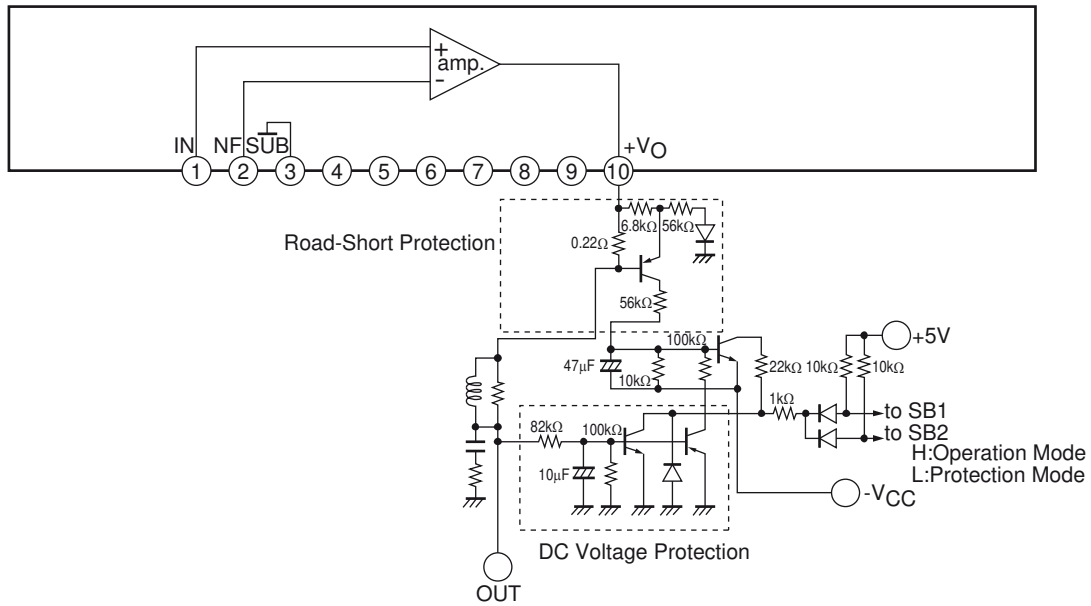 +
amp.
-
IN
NF
SUB
+VO
1
2
3
4
5
6
7
8
9
10
Road-Short Protection
6.8kΩ
56kΩ
0.22Ω
56kΩ
100kΩ
+5V
47μF
10kΩ
22kΩ
10kΩ
10kΩ
1kΩ
to SB1
82kΩ
100kΩ
to SB2
H:Operation Mode
L:Protection Mode
10μF
-VCC
DC Voltage Protection
OUT